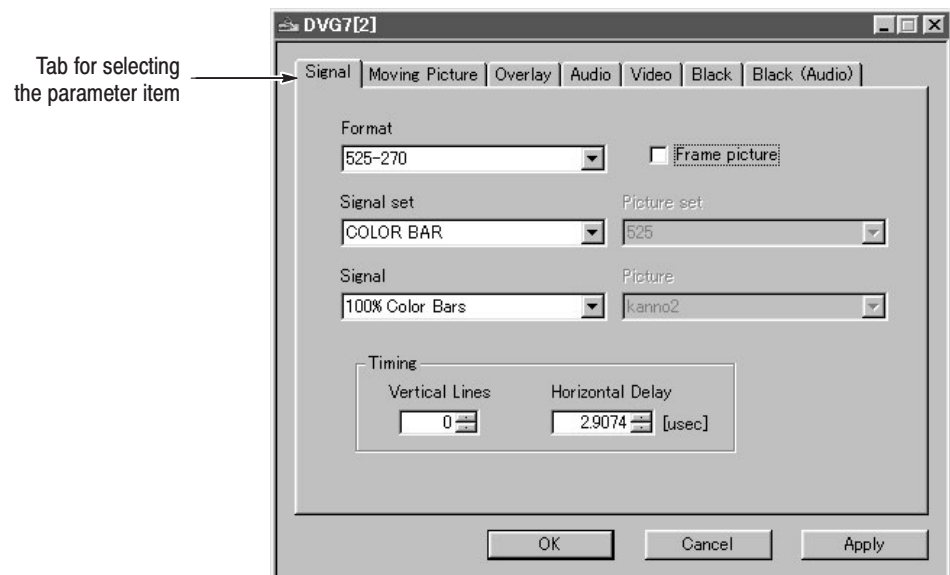 DVG7[2]
Tab for selecting
the parameter item
Signal Moving Picture Overlay Audio Video Black Black (Audio)
Format
525-270
Frame picture
Signal set Picture set
COLOR BAR 525
Signal Picture
100% Color Bars kanno2
Timing
Vertical Lines Horizontal Delay
0 2.9074 [usec]
OK Cancel Apply